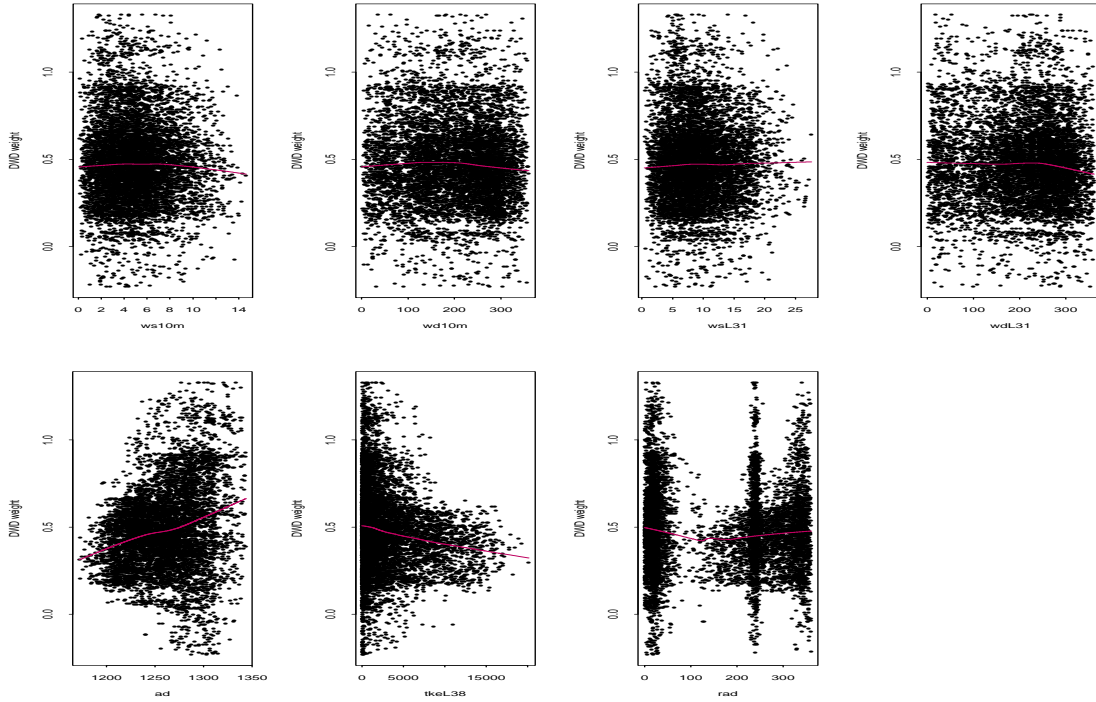 DWD weight
1.0
0.5
0.0
0 2 4 6 8 10 14
ws10m
DWD weight
1.0
0.5
0.0
0 100 200 300
wd10m
DWD weight
1.0
0.5
0.0
0 5 10 15 20 25
wsL31
DWD weight
1.0
0.5
0.0
0 100 200 300
wdL31
DWD weight
1.0
0.5
0.0
1200 1250 1300 1350
ad
DWD weight
1.0
0.5
0.0
0 5000 15000
tkeL38
DWD weight
1.0
0.5
0.0
0 100 200 300
rad